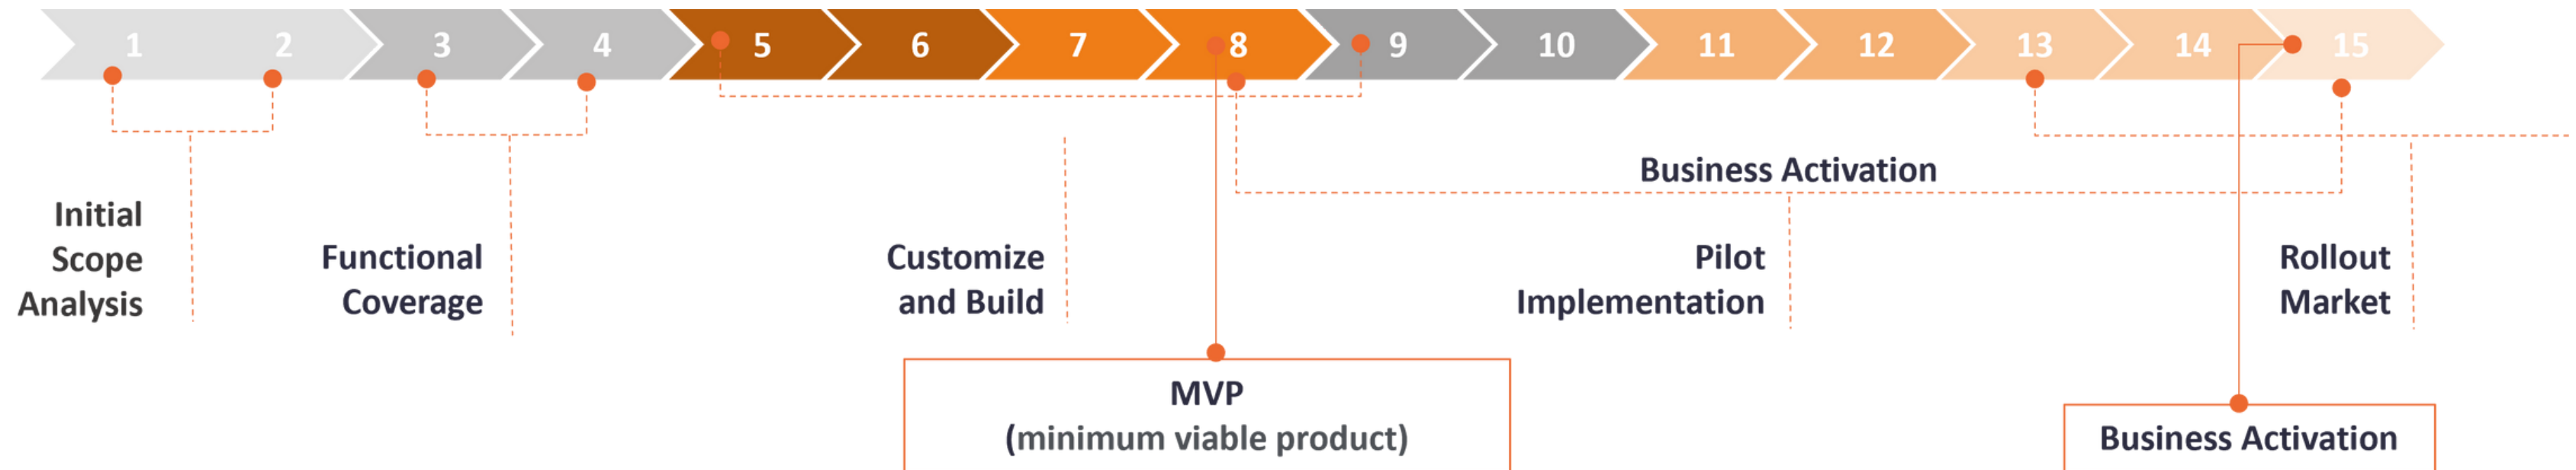 1 2 3 4 5 6 7 8 9 10 11 12 13 14 15
Business Activation
Initial
Scope
Analysis
Functional
Coverage
Customize
and Build
Pilot
Implementation
Rollout
Market
MVP
(minimum viable product)
Business Activation